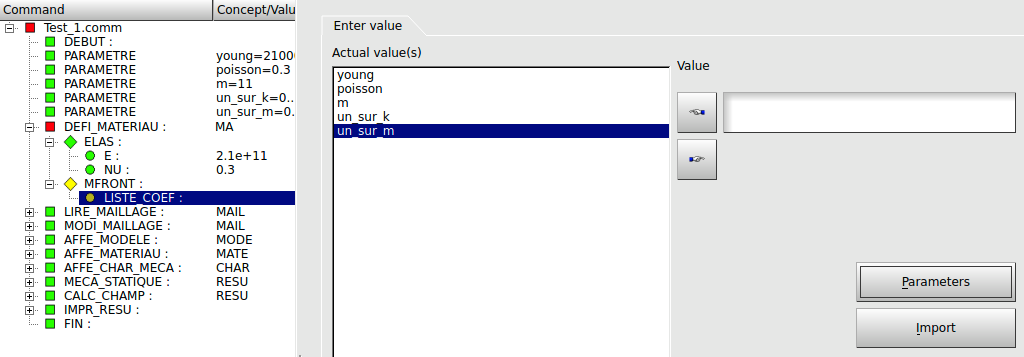 Command Concept/Valu
Test_1.comm
DEBUT :
PARAMETRE young=2100
PARAMETRE poisson=0.3
PARAMETRE m=11
PARAMETRE un_sur_k=0..
PARAMETRE un_sur_m=0.
DEFI_MATERIAU : MA
ELAS :
E : 2.1e+11
NU : 0.3
MFRONT :
LISTE_COEF :
LIRE_MAILLAGE : MAIL
MODI_MAILLAGE : MAIL
AFFE_MODELE : MODE
AFFE_MATERIAU : MATE
AFFE_CHAR_MECA : CHAR
MECA_STATIQUE : RESU
CALC_CHAMP : RESU
IMPR_RESU :
FIN :
Enter value
Actual value(s)
young
poisson
m
un_sur_k
un_sur_m
Value
Parameters
Import